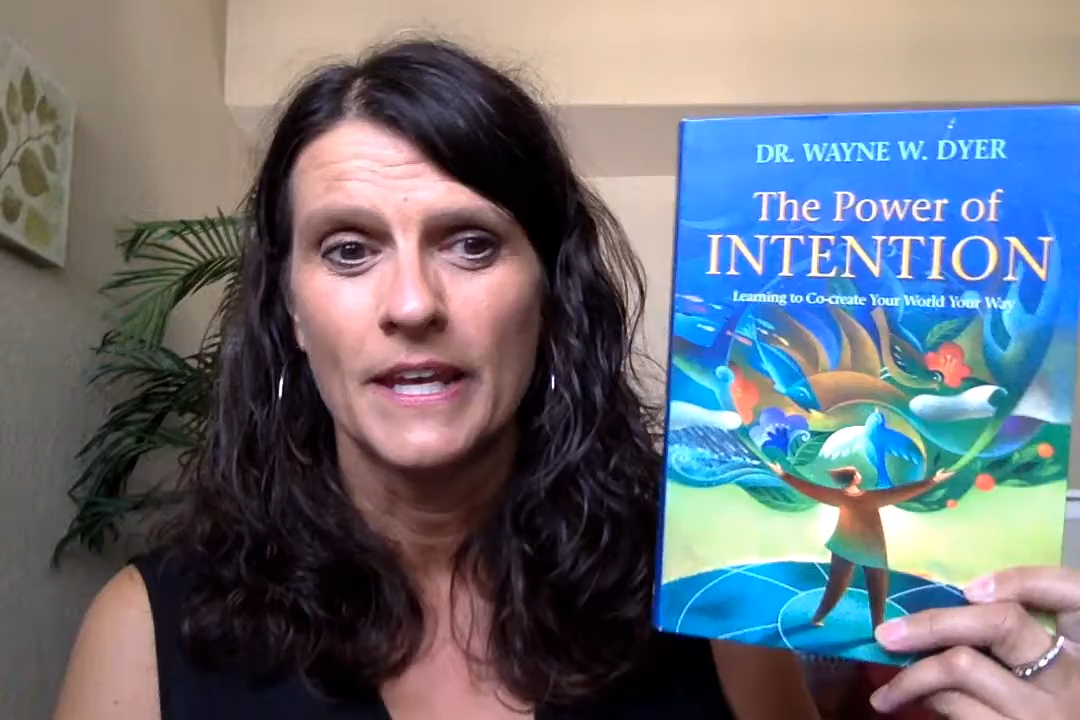 DR. WAYNE W. DYER
The Power of
INTENTION
Learning to Co-create Your World Your Way